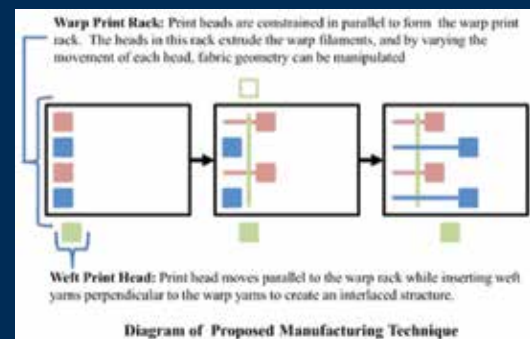 Warp Print Rack: Print heads are constrained in parallel to form the warp print
rack. The heads in this rack extrude the warp filaments, and by varying the
movement of each head, fabric geometry can be manipulated
Weft Print Head: Print head moves parallel to the warp rack while inserting weft
yarns perpendicular to the warp yarns to create an interlaced structure.
Diagram of Proposed Manufacturing Technique